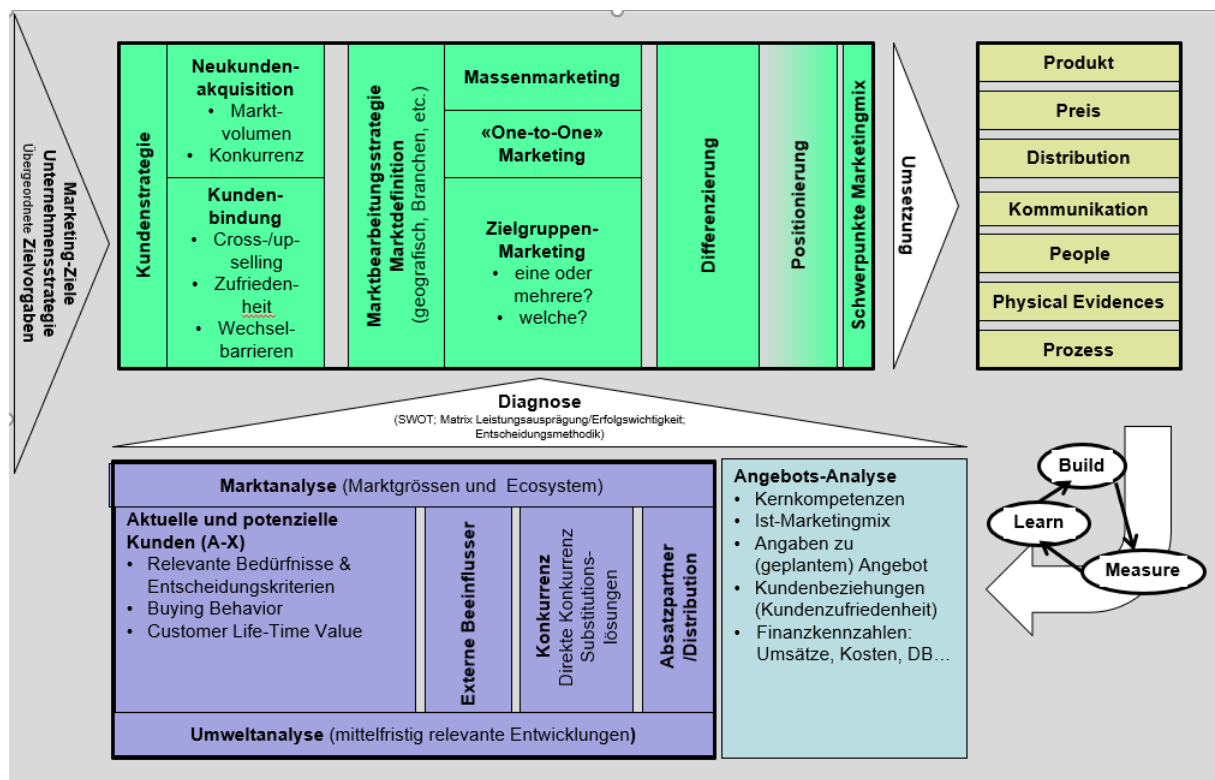 Marketing-Ziele
Unternehmensstrategie
Übergeordnete Zielvorgaben
Kundenstrategie
Neukunden-
akquisition
• Markt-
volumen
• Konkurrenz
Kunden-
bindung
• Cross-/up-
selling
• Zufrieden-
heit
• Wechsel-
barrieren
Marktbearbeitungsstrategie
Marktdefinition
(geografisch, Branchen, etc.)
Massenmarketing
«One-to-One»
Marketing
Zielgruppen-
Marketing
• eine oder
mehrere?
• welche?
Differenzierung
Positionierung
Schwerpunkte Marketingmix
Umsetzung
Produkt
Preis
Distribution
Kommunikation
People
Physical Evidences
Prozess
Diagnose
(SWOT; Matrix Leistungsausprägung/Erfolgswichtigkeit;
Entscheidungsmethodik)
Marktanalyse (Marktgrössen und Ecosystem)
Aktuelle und potenzielle
Kunden (A-X)
• Relevante Bedürfnisse &
Entscheidungskriterien
• Buying Behavior
• Customer Life-Time Value
Externe Beeinflusser
Konkurrenz
Direkte Konkurrenz
Substitutions-
lösungen
Absatzpartner
/Distribution
Umweltanalyse (mittelfristig relevante Entwicklungen)
Angebots-Analyse
• Kernkompetenzen
• Ist-Marketingmix
• Angaben zu
(geplantem) Angebot
• Kundenbeziehungen
(Kundenzufriedenheit)
• Finanzkennzahlen:
Umsätze, Kosten, DB…
Build
Learn
Measure